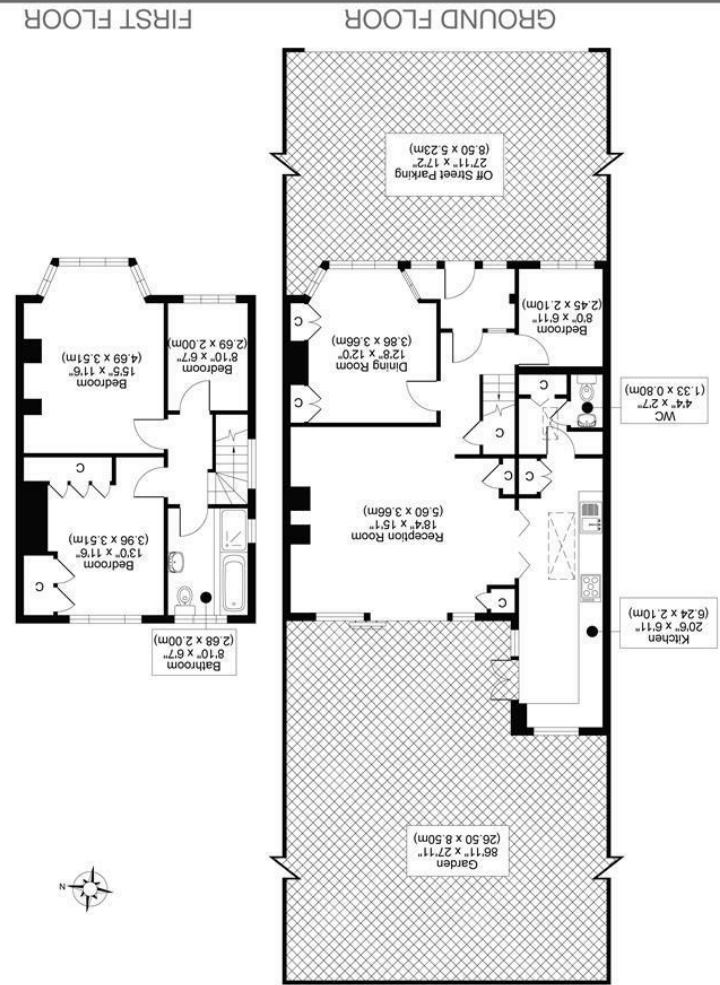 Garden
86'11" x 27'11"
(26.50 x 8.50m)
N
Kitchen
20'6" x 6'11"
(6.24 x 2.10m)
C
Reception Room
18'4" x 15'1"
(5.60 x 3.66m)
C
C
C
WC
4'4" x 2'7"
(1.33 x 0.80m)
C
Bedroom
8'0" x 6'11"
(2.45 x 2.10m)
Dining Room
12'8" x 12'0"
(3.86 x 3.66m)
C
C
Off Street Parking
27'11" x 17'2"
(8.50 x 5.23m)
GROUND FLOOR
Bathroom
8'10" x 6'7"
(2.68 x 2.00m)
Bedroom
13'0" x 11'6"
(3.96 x 3.51m)
C
C
Bedroom
8'10" x 6'7"
(2.69 x 2.00m)
Bedroom
15'5" x 11'6"
(4.69 x 3.51m)
FIRST FLOOR